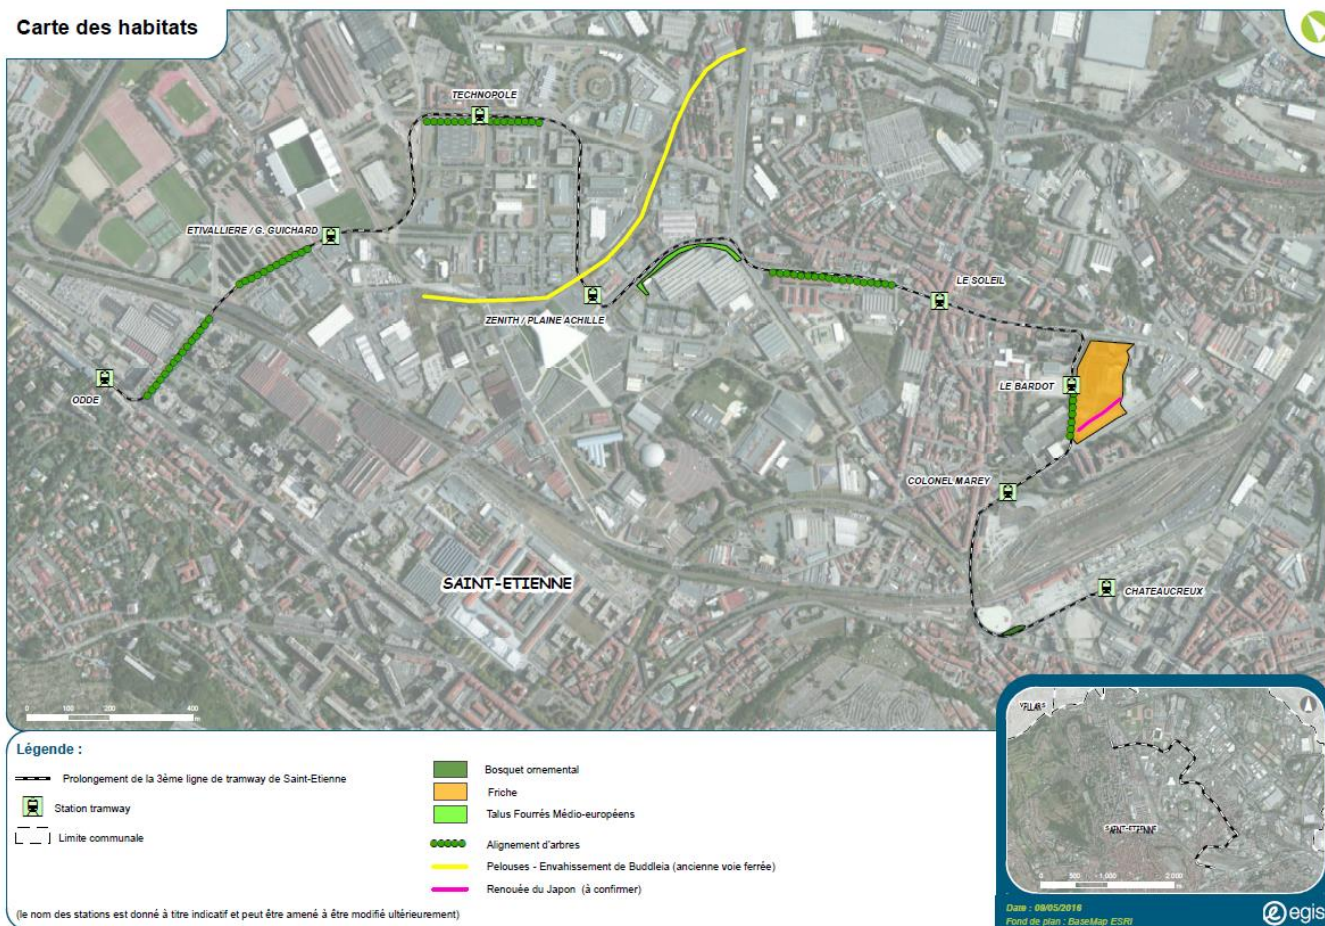 Carte des habitats
TECHNOPOLE
ETIVALLIERE / G. GUICHARD
LE SOLEIL
ZENITH / PLAINE ACHILLE
ODDE
LE BARDOT
COLONEL MAREY
SAINT-ETIENNE
CHATEAUCREUX
0 100 200 400
m
Légende :
Prolongement de la 3ème ligne de tramway de Saint-Etienne
Station tramway
Limite communale
Bosquet ornemental
Friche
Talus Fourrés Médio-européens
Alignement d'arbres
Pelouses - Envahissement de Buddleia (ancienne voie ferrée)
Renouée du Japon (à confirmer)
(le nom des stations est donné à titre indicatif et peut être amené à être modifié ultérieurement)
VILLARS
SAINT-ETIENNE
0 500 1 000 2 000
m
Date : 09/05/2016
Fond de plan : BaseMap ESRI
egis